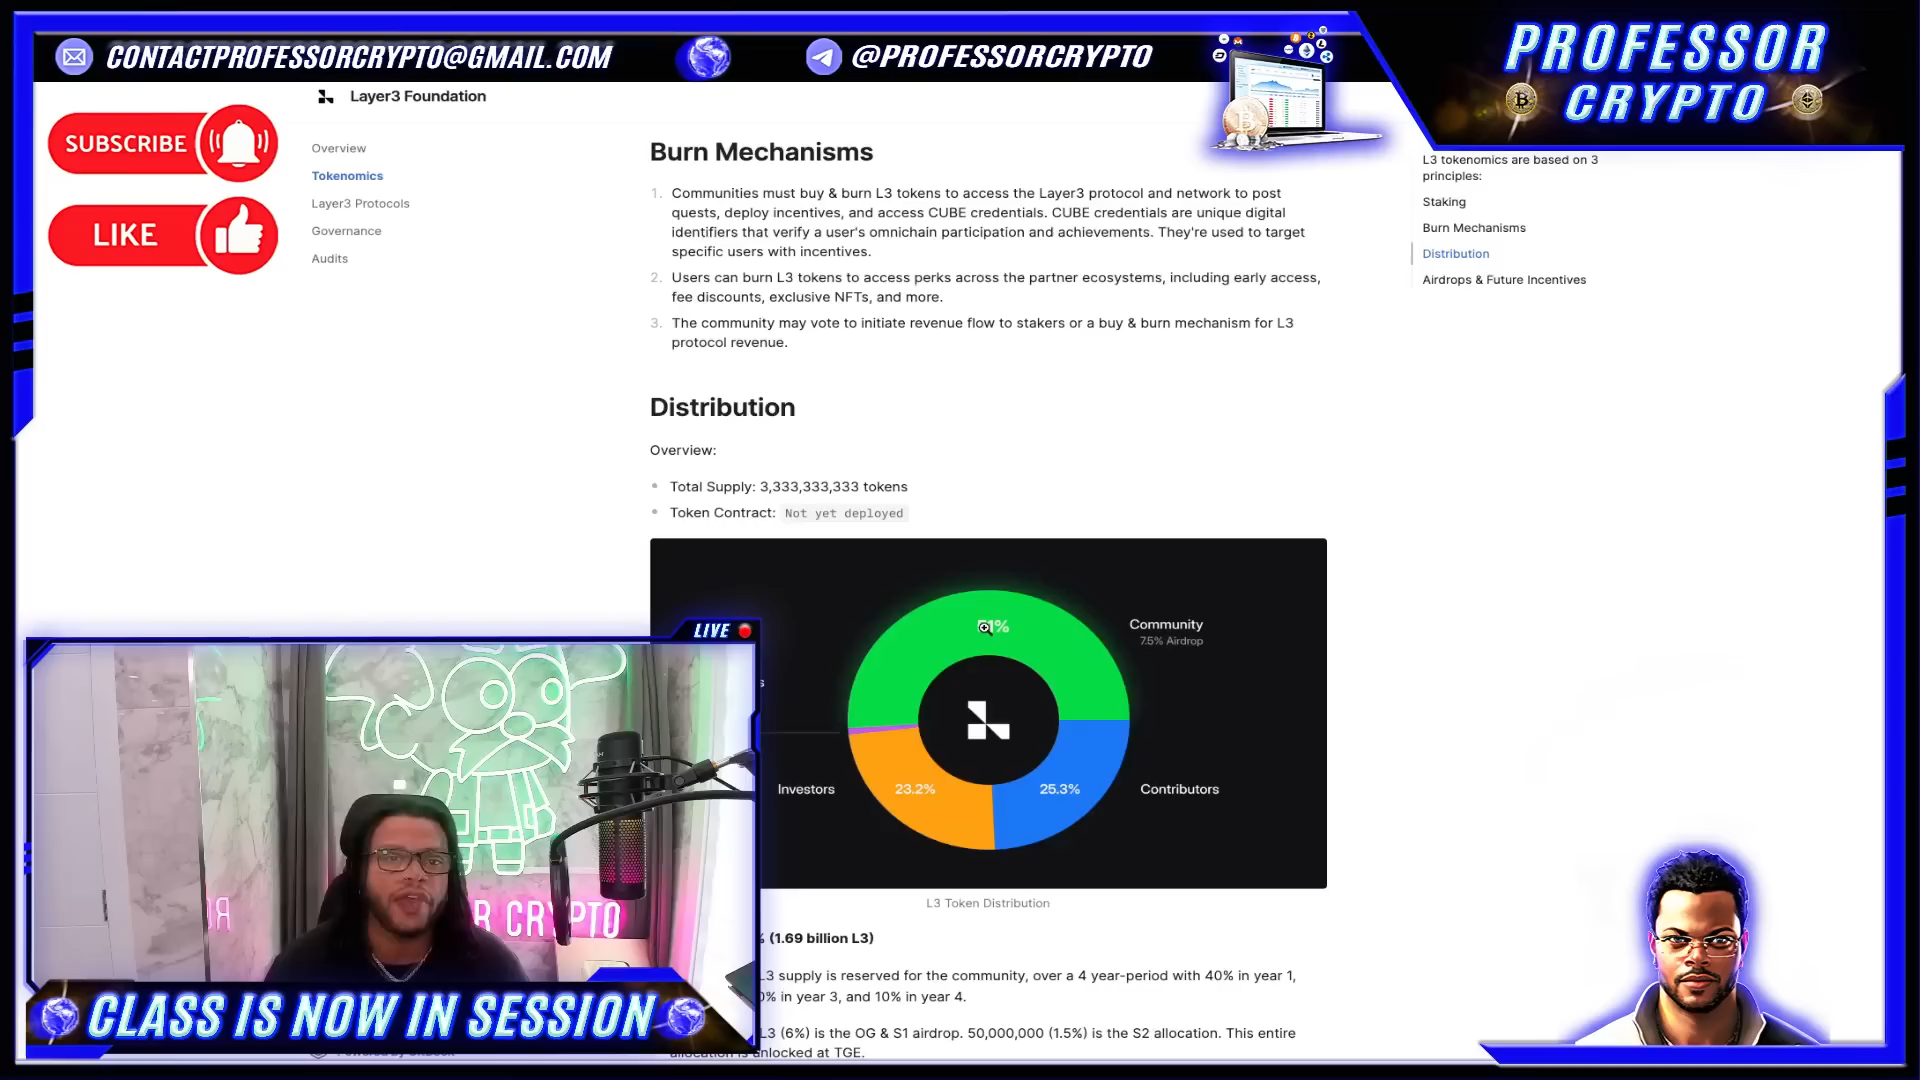 CONTACTPROFESSORCRYPTO@GMAIL.COM
@PROFESSORCRYPTO
PROFESSOR
CRYPTO
SUBSCRIBE
LIKE
Layer3 Foundation
Overview
Tokenomics
Layer3 Protocols
Governance
Audits
Burn Mechanisms
1. Communities must buy & burn L3 tokens to access the Layer3 protocol and network to post
quests, deploy incentives, and access CUBE credentials. CUBE credentials are unique digital
identifiers that verify a user's omnichain participation and achievements. They're used to target
specific users with incentives.
2. Users can burn L3 tokens to access perks across the partner ecosystems, including early access,
fee discounts, exclusive NFTs, and more.
3. The community may vote to initiate revenue flow to stakers or a buy & burn mechanism for L3
protocol revenue.
Distribution
Overview:
Total Supply: 3,333,333,333 tokens
Token Contract: Not yet deployed
Community
7.5% Airdrop
Investors
23.2%
25.3%
Contributors
L3 Token Distribution
% (1.69 billion L3)
L3 supply is reserved for the community, over a 4 year-period with 40% in year 1,
0% in year 3, and 10% in year 4.
L3 (6%) is the OG & S1 airdrop. 50,000,000 (1.5%) is the S2 allocation. This entire
unlocked at TGE.
L3 tokenomics are based on 3
principles:
Staking
Burn Mechanisms
Distribution
Airdrops & Future Incentives
LIVE
R CRYPTO
CLASS IS NOW IN SESSION